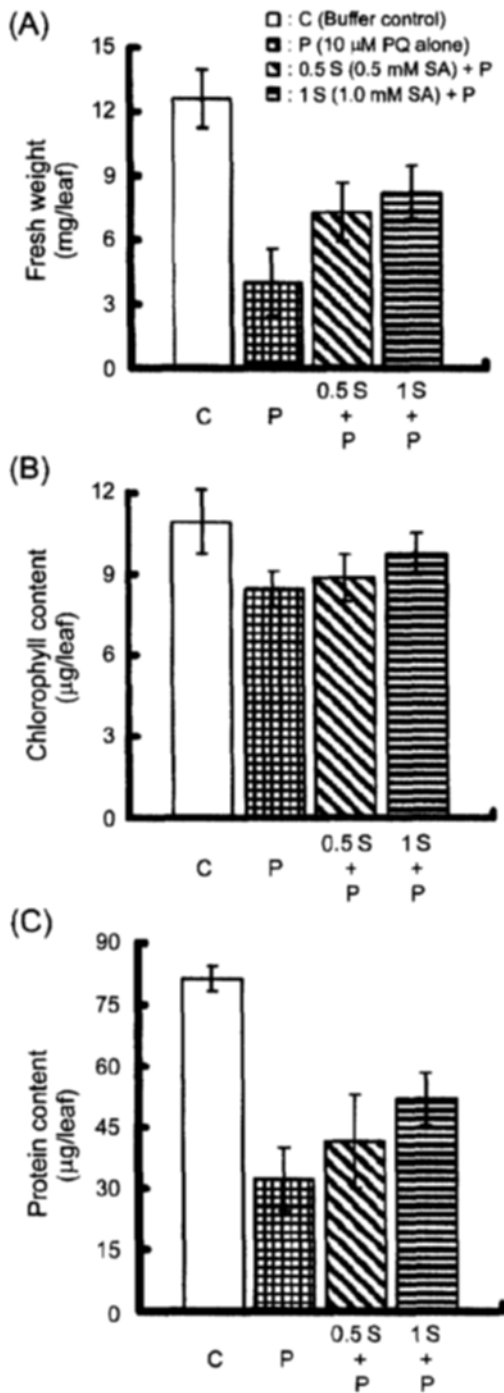 (A)
: C (Buffer control)
: P (10 μM PQ alone)
: 0.5 S (0.5 mM SA) + P
: 1 S (1.0 mM SA) + P
Fresh weight
(mg/leaf)
15
12
9
6
3
0
C
P
0.5 S
+
P
1 S
+
P
(B)
Chlorophyll content
(μg/leaf)
12
9
6
3
0
C
P
0.5 S
+
P
1 S
+
P
(C)
Protein content
(μg/leaf)
90
75
60
45
30
15
0
C
P
0.5 S
+
P
1 S
+
P